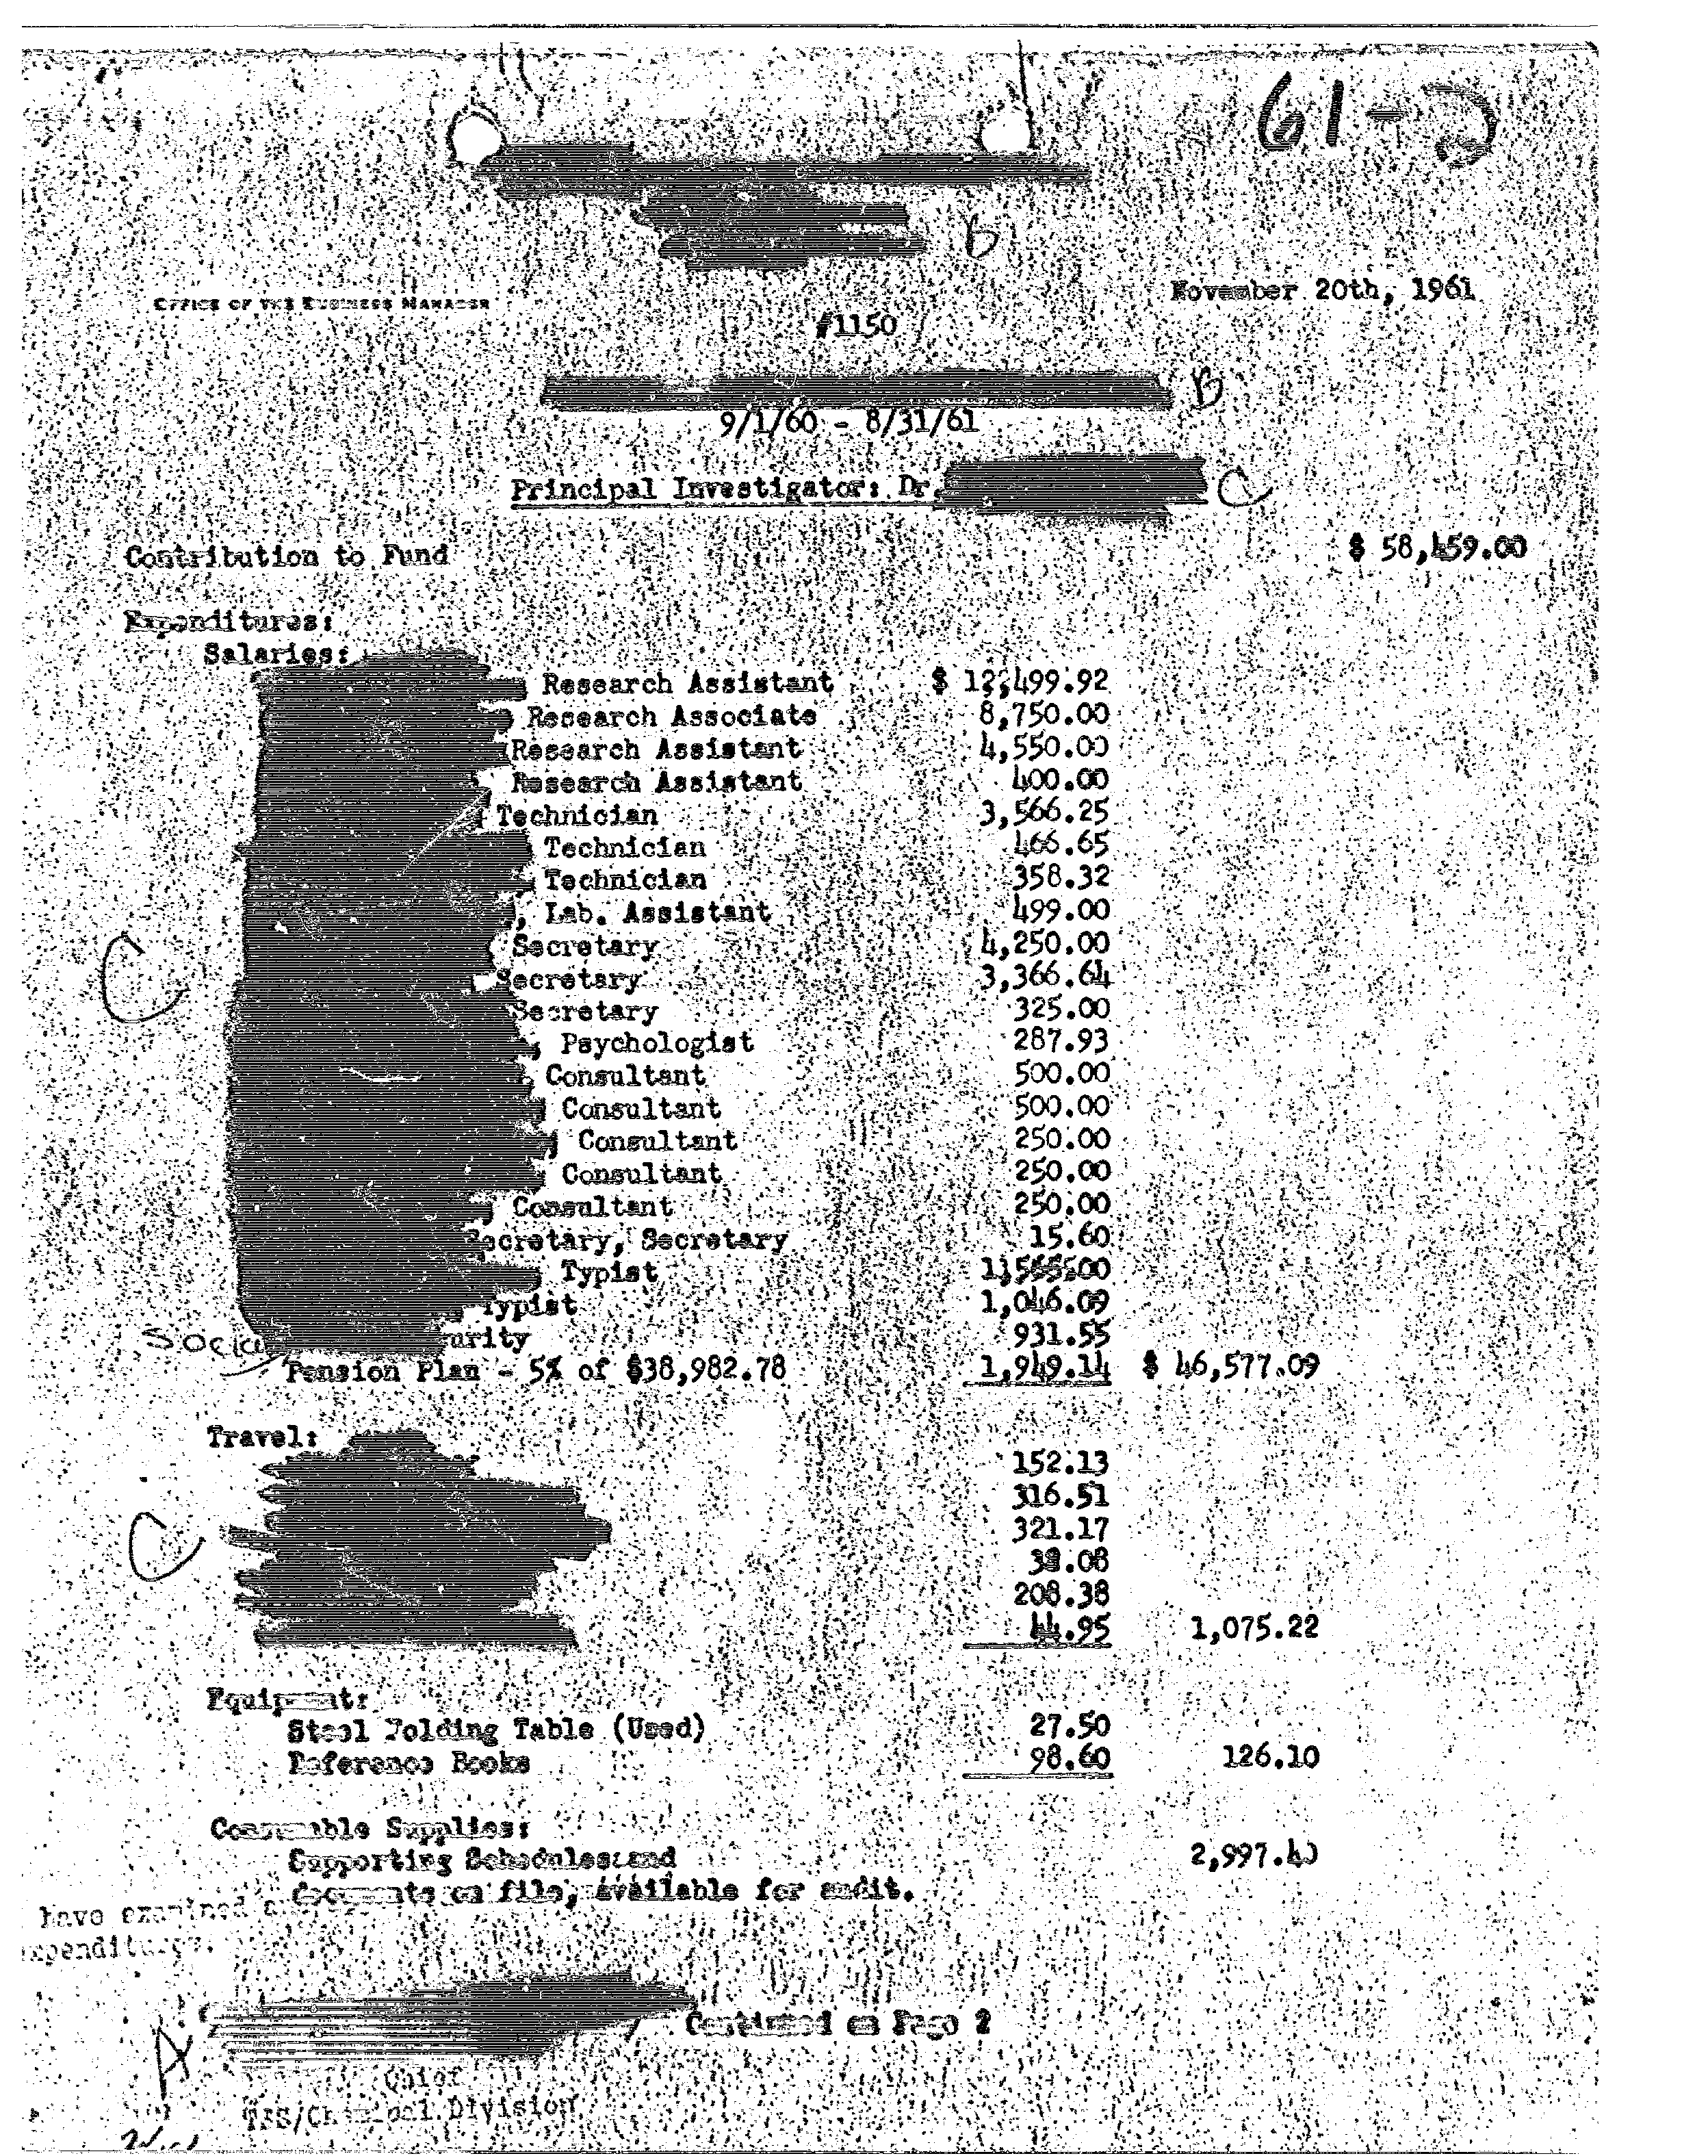 61-
B
OFFICE OF THE BUSINESS MANAGER
November 20th, 1961
#1150
B
9/1/60 - 8/31/61
Principal Investigator: Dr. C
Contribution to Fund $ 58,459.00
Expenditures:
Salaries:
Research Assistant $ 12,499.92
Research Associate 8,750.00
Research Assistant 4,550.00
Research Assistant 400.00
Technician 3,566.25
Technician 466.65
Technician 358.32
, Lab. Assistant 499.00
Secretary 4,250.00
C
Secretary 3,366.64
Secretary 325.00
, Psychologist 287.93
, Consultant 500.00
Consultant 500.00
Consultant 250.00
Consultant 250.00
Consultant 250.00
Secretary, Secretary 15.60
Typist
Typist 1,046.09
Social urity 931.55
Pension Plan - 5% of $38,982.78 1,949.14 $ 46,577.09
Travel:
152.13
316.51
321.17
C
208.38
44.95 1,075.22
Equipment:
Steel Folding Table (Used) 27.50
Reference Books 98.60 126.10
Consumable Supplies:
Supporting Schedules and 2,997.40
documents on file, available for audit.
have examined
expenditures.
Continued on Page 2
A
Chief
TSS/Chemical Division